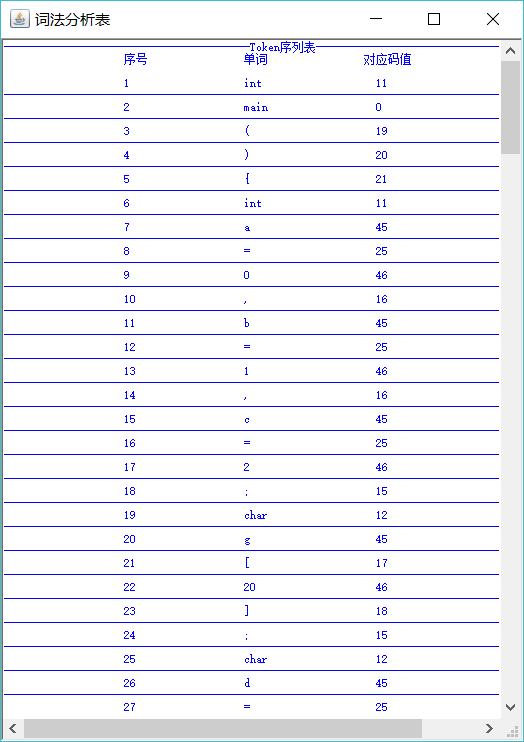 词法分析表
Token序列表
序号 单词 对应码值
1 int 11
2 main 0
3 ( 19
4 ) 20
5 { 21
6 int 11
7 a 45
8 = 25
9 0 46
10 , 16
11 b 45
12 = 25
13 1 46
14 , 16
15 c 45
16 = 25
17 2 46
18 ; 15
19 char 12
20 g 45
21 [ 17
22 20 46
23 ] 18
24 ; 15
25 char 12
26 d 45
27 = 25